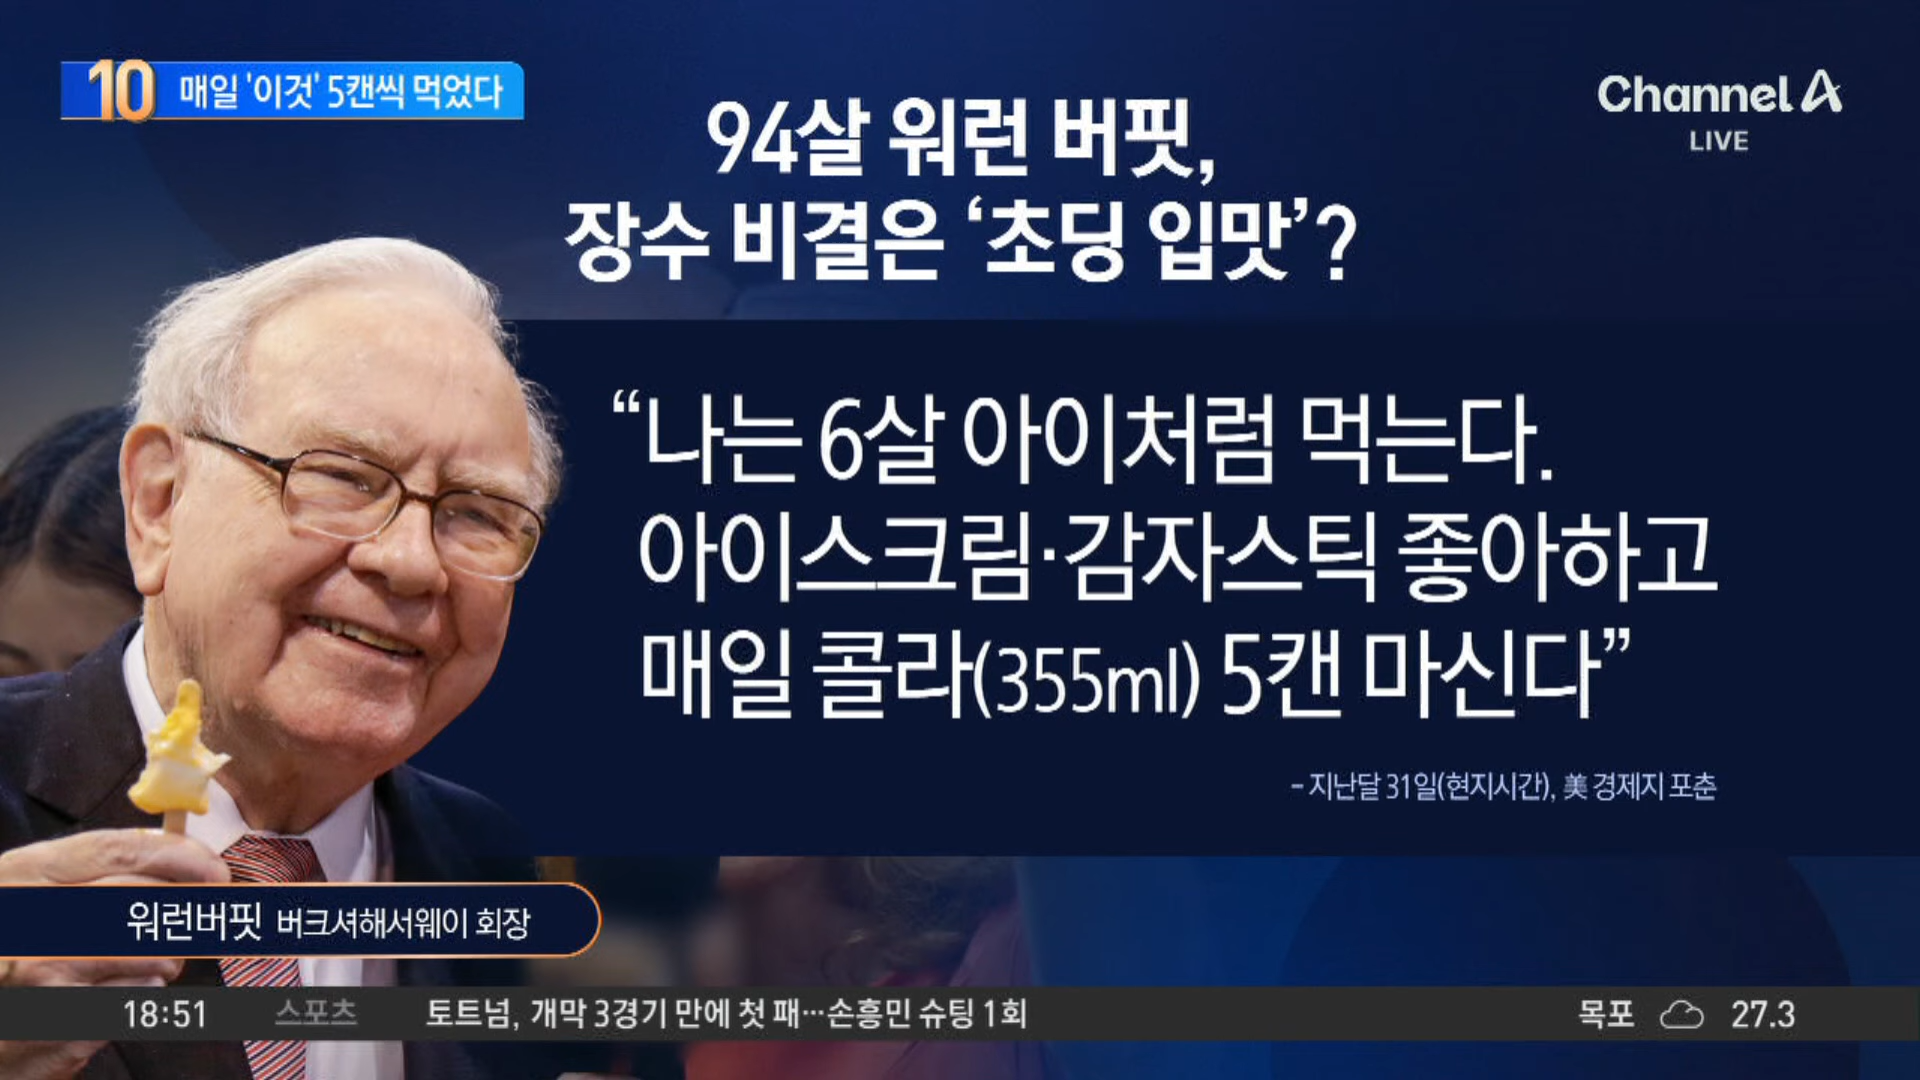 10 매일 '이것' 5캔씩 먹었다
Channel A
LIVE
94살 워런 버핏,
장수 비결은 ‘초딩 입맛’?
“나는 6살 아이처럼 먹는다.
아이스크림·감자스틱 좋아하고
매일 콜라(355ml) 5캔 마신다”
- 지난달 31일(현지시간), 美 경제지 포춘
워런버핏 버크셔해서웨이 회장
18:51 스포츠 토트넘, 개막 3경기 만에 첫 패…손흥민 슈팅 1회 목포 27.3